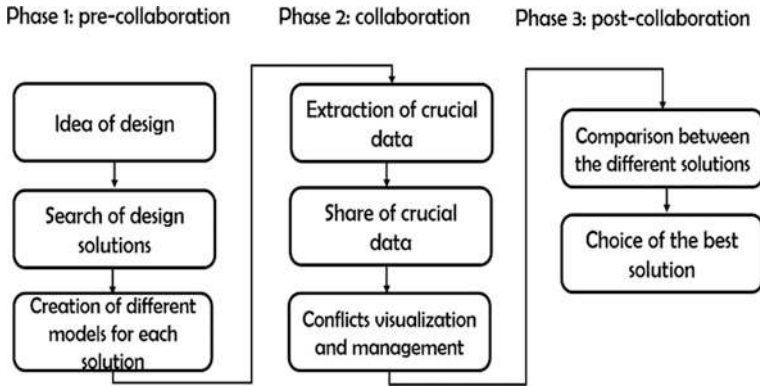 Phase 1: pre-collaboration
Idea of design
Search of design
solutions
Creation of different
models for each
solution
Phase 2: collaboration
Extraction of crucial
data
Share of crucial
data
Conflicts visualization
and management
Phase 3: post-collaboration
Comparison between
the different solutions
Choice of the best
solution